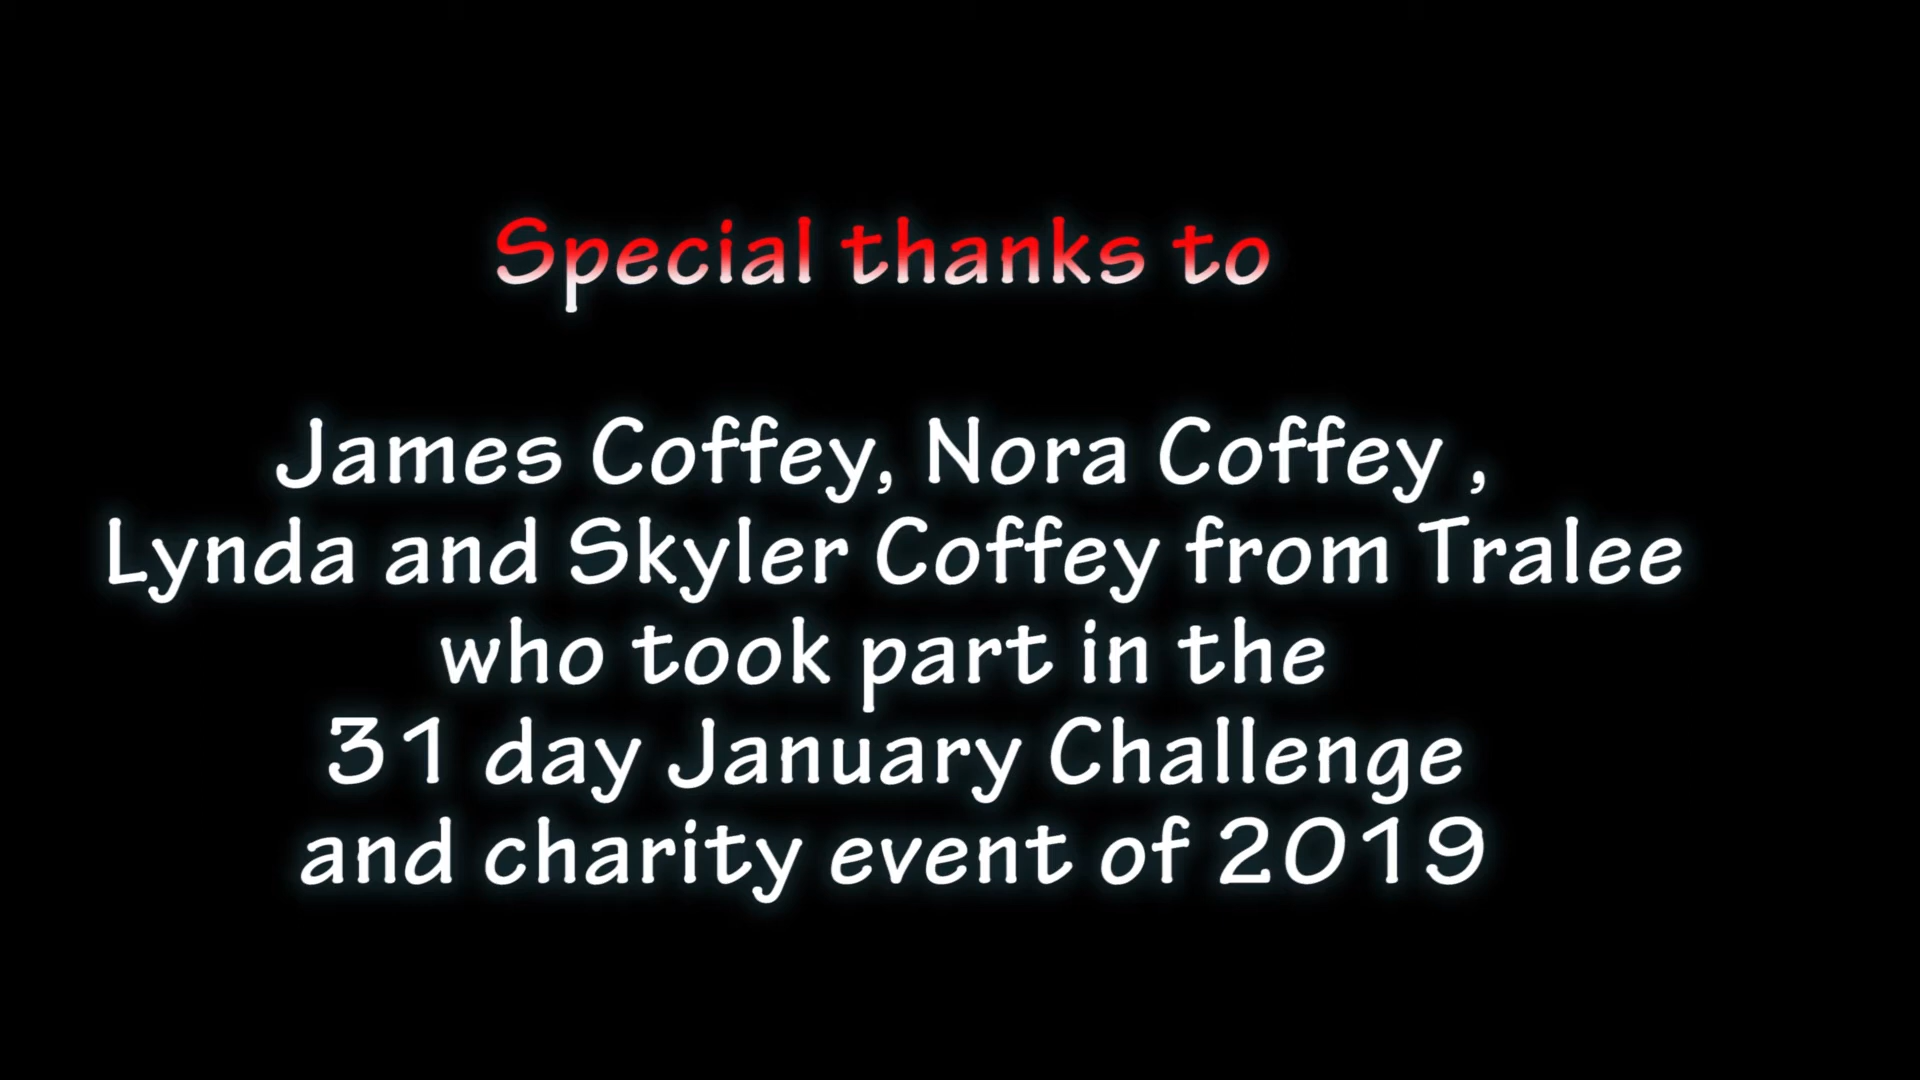 Special thanks to
James Coffey, Nora Coffey ,
Lynda and Skyler Coffey from Tralee
who took part in the
31 day January Challenge
and charity event of 2019